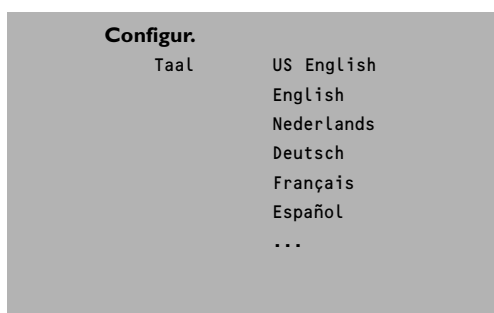 Configur.
Taal US English
English
Nederlands
Deutsch
Français
Español
...